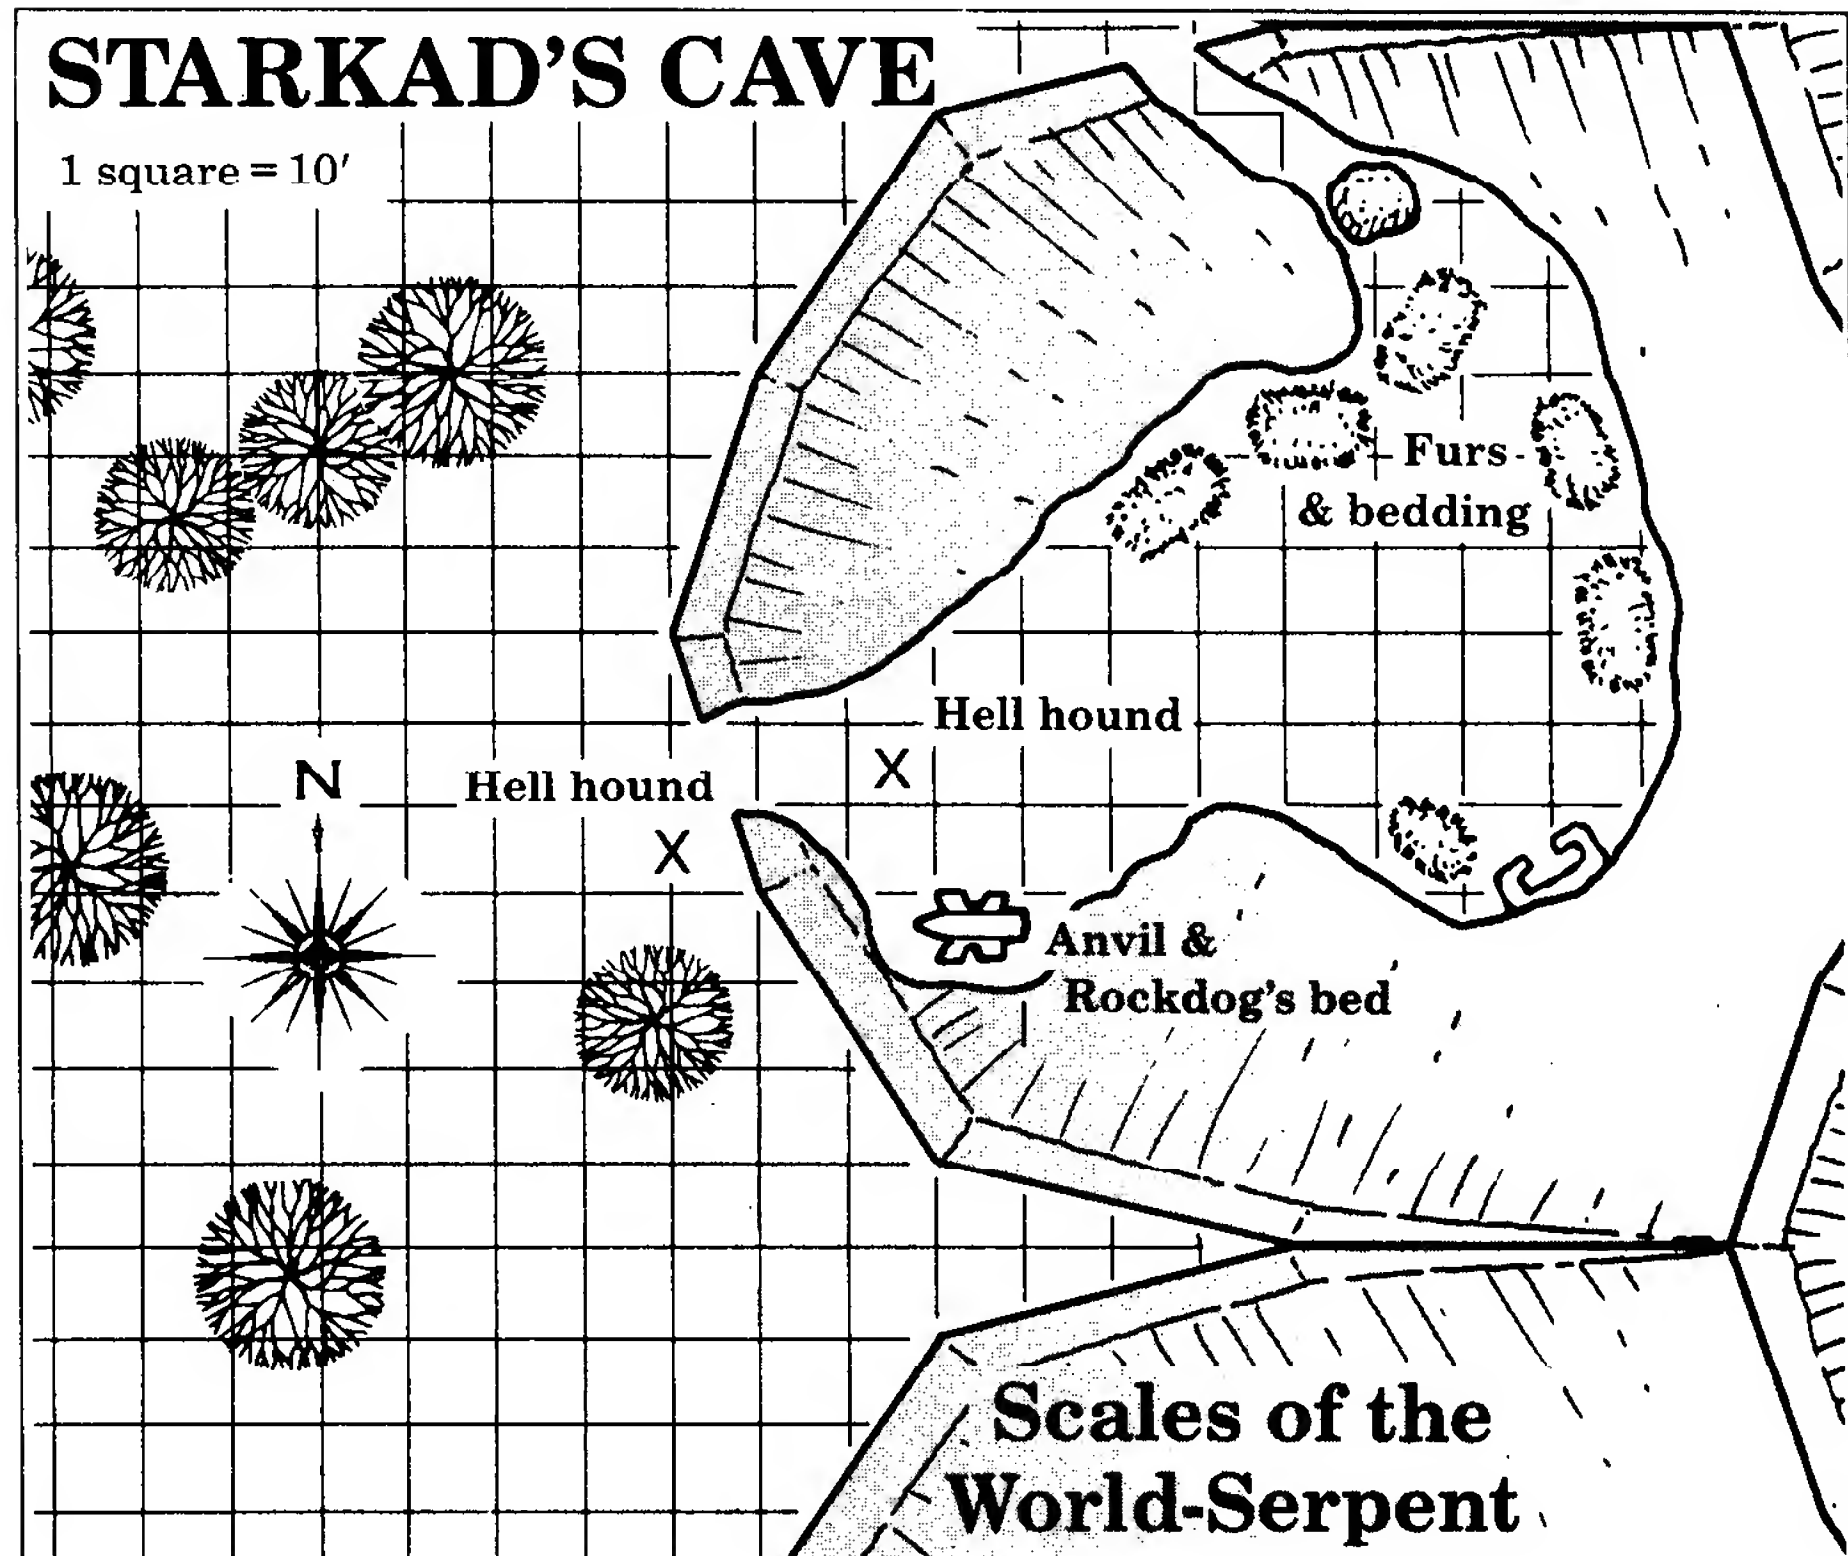 STARKAD'S CAVE
1 square = 10'
Furs
& bedding
Hell hound
X
N
Hell hound
X
Anvil &
Rockdog's bed
Scales of the
World-Serpent